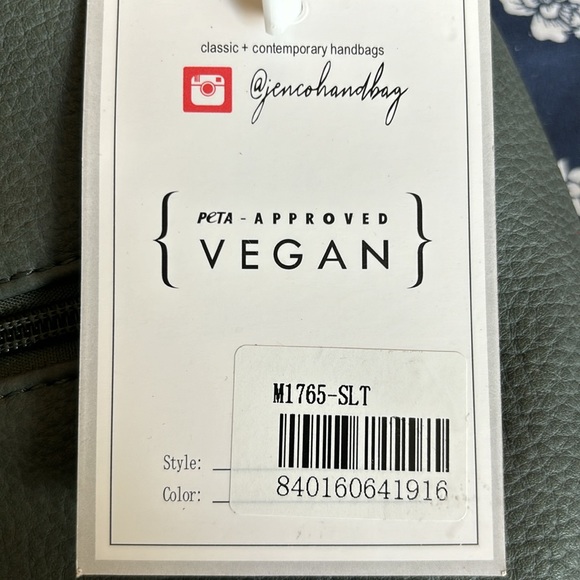 classic + contemporary handbags
@jencohandbag
{ PeTA - APPROVED
VEGAN }
M1765-SLT
Style:
Color:
840160641916